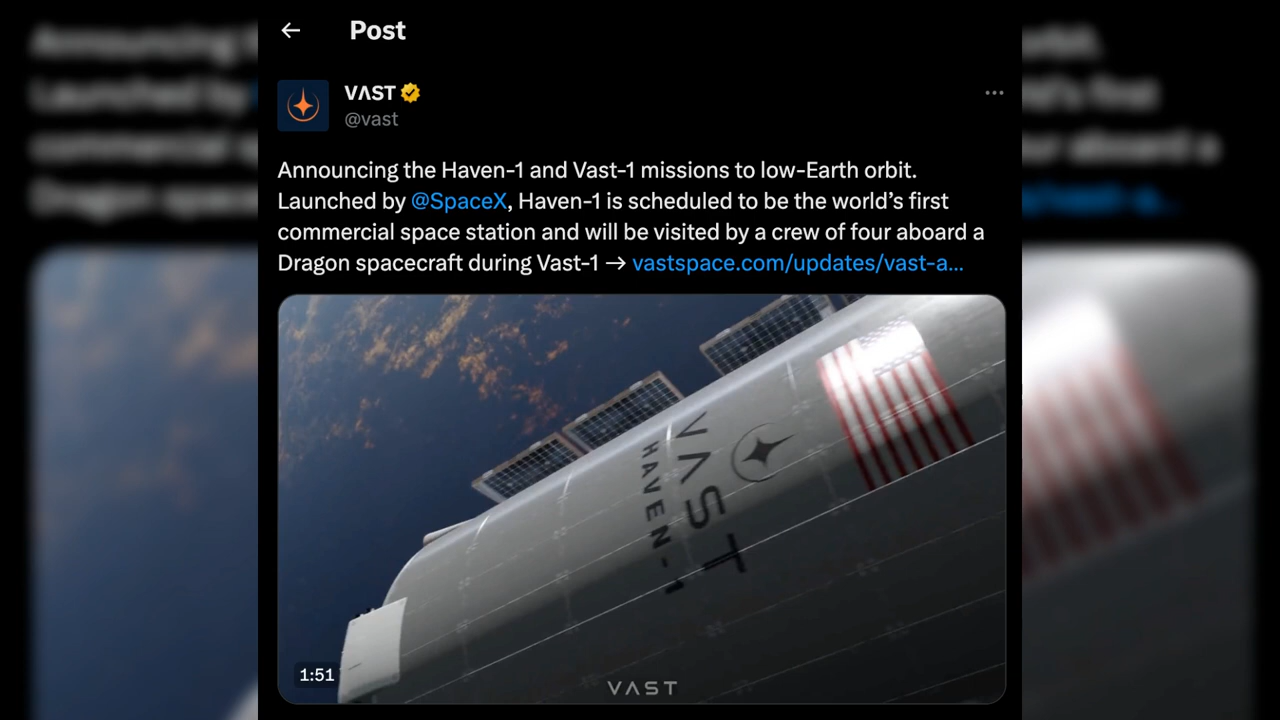 Post
VΛST
@vast
Announcing the Haven-1 and Vast-1 missions to low-Earth orbit.
Launched by @SpaceX, Haven-1 is scheduled to be the world’s first
commercial space station and will be visited by a crew of four aboard a
Dragon spacecraft during Vast-1 → vastspace.com/updates/vast-a...
VΛST
HAVEN-1
1:51
VΛST